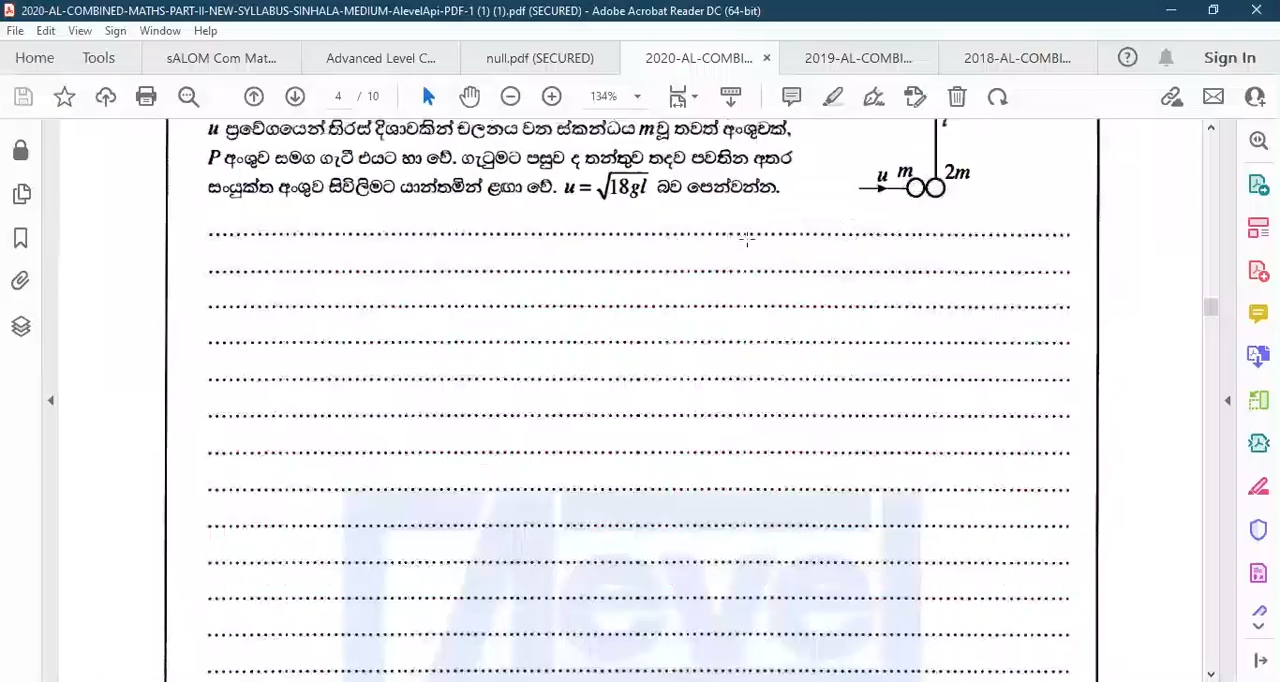 2020-AL-COMBINED-MATHS-PART-II-NEW-SYLLABUS-SINHALA-MEDIUM-AlevelApi-PDF-1 (1) (1).pdf (SECURED) - Adobe Acrobat Reader DC (64-bit)
File Edit View Sign Window Help
Home Tools sALOM Com Mat... Advanced Level C... null.pdf (SECURED) 2020-AL-COMBI... × 2019-AL-COMBI... 2018-AL-COMBI... Sign In
4 / 10 134%
u ප්‍රවේගයෙන් තිරස් දිශාවකින් චලනය වන ස්කන්ධය m වූ තවත් අංශුවක්,
P අංශුව සමග ගැටී එයට හා වේ. ගැටුමට පසුව ද තන්තුව තදව පවතින අතර
සංයුක්ත අංශුව සිවිලිමට යාන්තමින් ළඟා වේ. u = √18gl බව පෙන්වන්න.
u m 2m
level